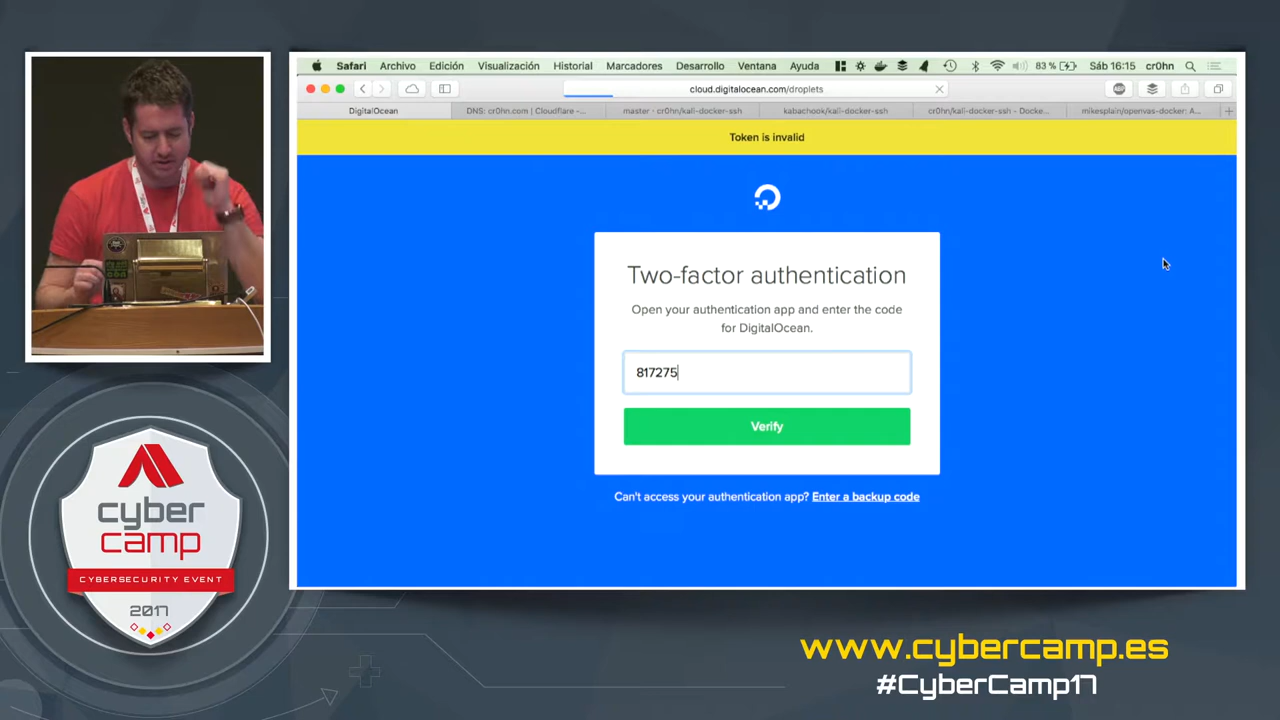 Safari Archivo Edición Visualización Historial Marcadores Desarrollo Ventana Ayuda 83 % Sáb 16:15 cr0hn
cloud.digitalocean.com/droplets
DigitalOcean DNS: cr0hn.com | Cloudflare -... master - cr0hn/kali-docker-ssh kabachook/kali-docker-ssh cr0hn/kali-docker-ssh - Docke... mikesplain/openvas-docker: A...
Token is invalid
Two-factor authentication
Open your authentication app and enter the code
for DigitalOcean.
817275
Verify
Can't access your authentication app? Enter a backup code
cyber
camp
CYBERSECURITY EVENT
2017
www.cybercamp.es
#CyberCamp17